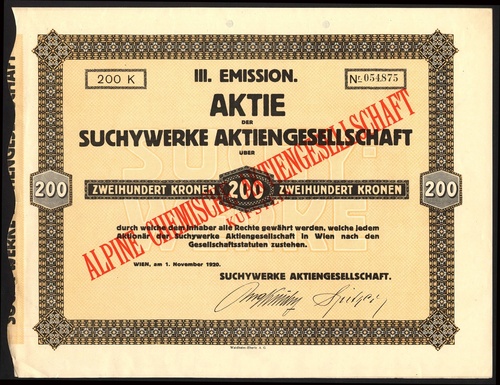 200 K
III. EMISSION.
Nr. 054875
AKTIE
DER
SUCHYWERKE AKTIENGESELLSCHAFT
ÜBER
200
ZWEIHUNDERT KRONEN
200
ZWEIHUNDERT KRONEN
200
ALPINE CHEMISCHE AKTIENGESELLSCHAFT
durch welche dem Inhaber alle Rechte gewährt werden, welche jedem
Aktionär der Suchywerke Aktiengesellschaft in Wien nach den
Gesellschaftsstatuten zustehen.
WIEN, am 1. November 1920.
SUCHYWERKE AKTIENGESELLSCHAFT.